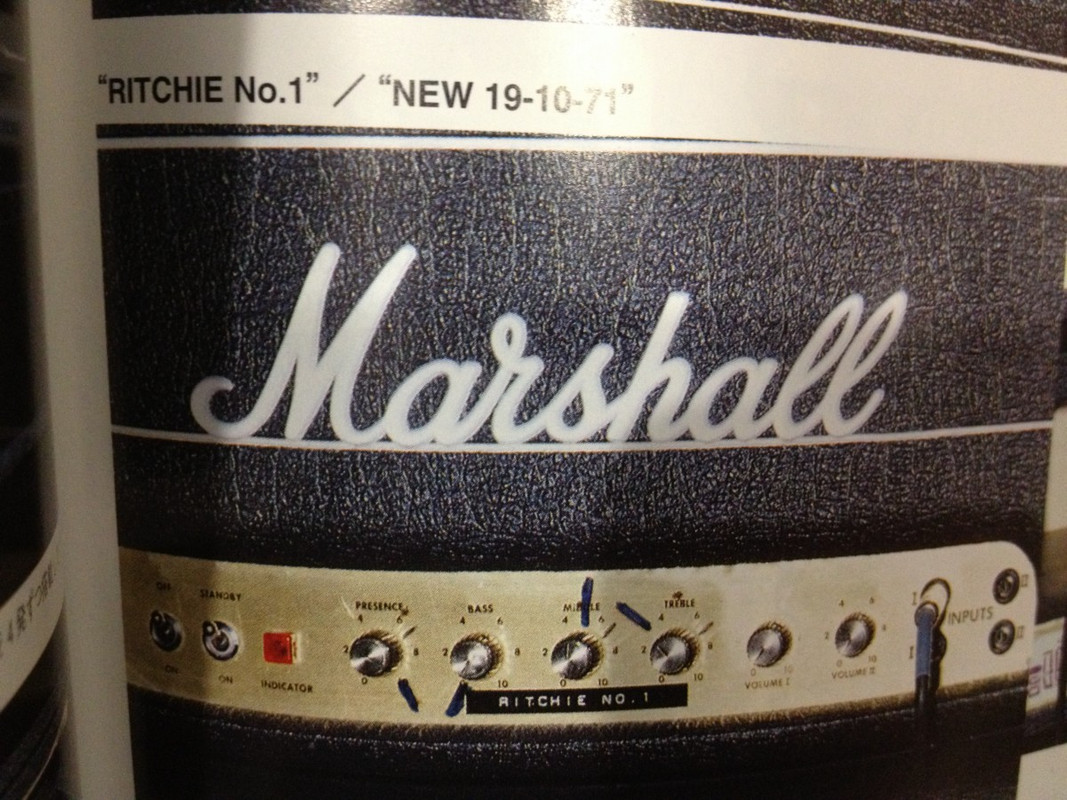 “RITCHIE No.1” ／ “NEW 19-10-71”
Marshall
STANDBY
PRESENCE
BASS
MIDDLE
TREBLE
INPUTS
ON
ON
INDICATOR
VOLUME I
VOLUME II
RITCHIE NO.1